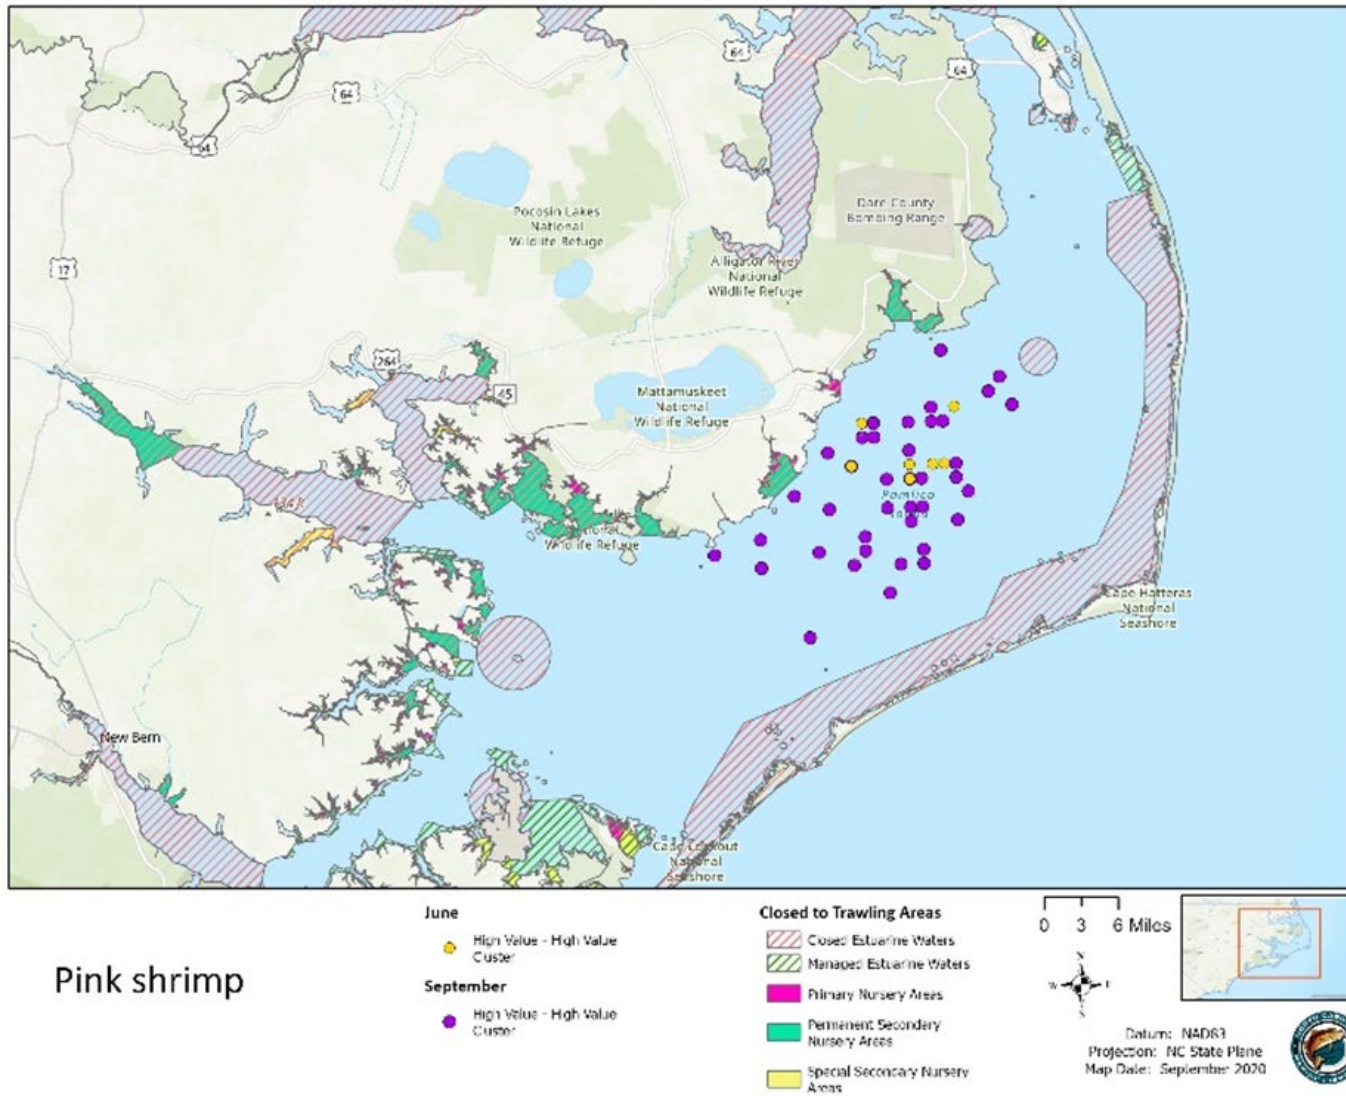 64
64
64
64
Pocosin Lakes
National
Wildlife Refuge
Dare County
Bombing Range
17
Alligator River
National
Wildlife Refuge
264
45
Mattamuskeet
National
Wildlife Refuge
Pamlico
National
Wildlife Refuge
Cape Hatteras
National
Seashore
New Bern
Cape Lookout
National
Seashore
Pink shrimp
June
High Value - High Value
Cluster
September
High Value - High Value
Cluster
Closed to Trawling Areas
Closed Estuarine Waters
Managed Estuarine Waters
Primary Nursery Areas
Permanent Secondary
Nursery Areas
Special Secondary Nursery
Areas
0 3 6 Miles
N
W
S
Datum: NAD83
Projection: NC State Plane
Map Date: September 2020